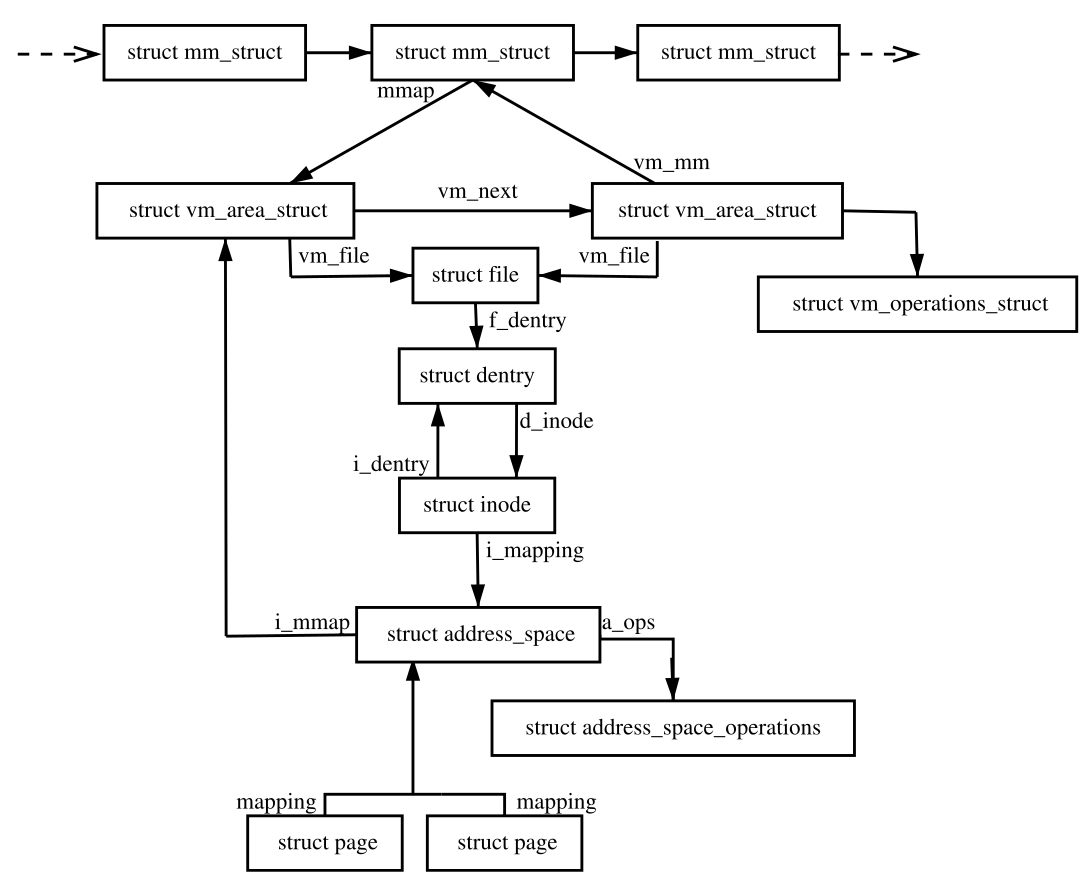 struct mm_struct
struct mm_struct
struct mm_struct
mmap
vm_mm
struct vm_area_struct
vm_next
struct vm_area_struct
vm_file
struct file
vm_file
struct vm_operations_struct
f_dentry
struct dentry
d_inode
i_dentry
struct inode
i_mapping
i_mmap
struct address_space
a_ops
struct address_space_operations
mapping
mapping
struct page
struct page